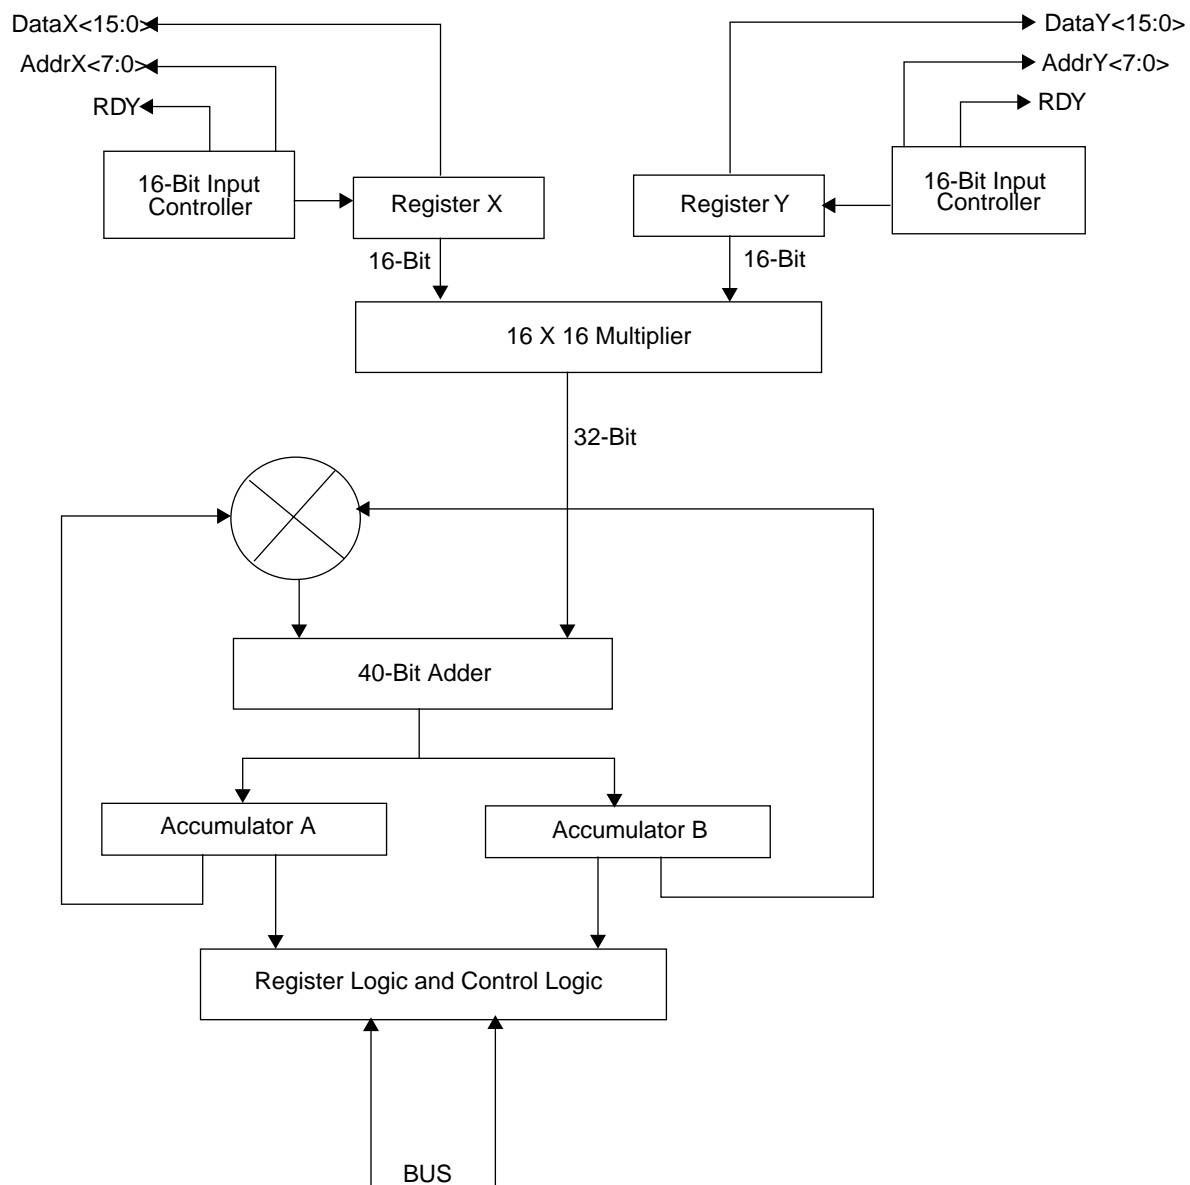 DataX<15:0>
DataY<15:0>
AddrX<7:0>
AddrY<7:0>
RDY
RDY
16-Bit Input
Controller
Register X
Register Y
16-Bit Input
Controller
16-Bit
16-Bit
16 X 16 Multiplier
32-Bit
40-Bit Adder
Accumulator A
Accumulator B
Register Logic and Control Logic
BUS